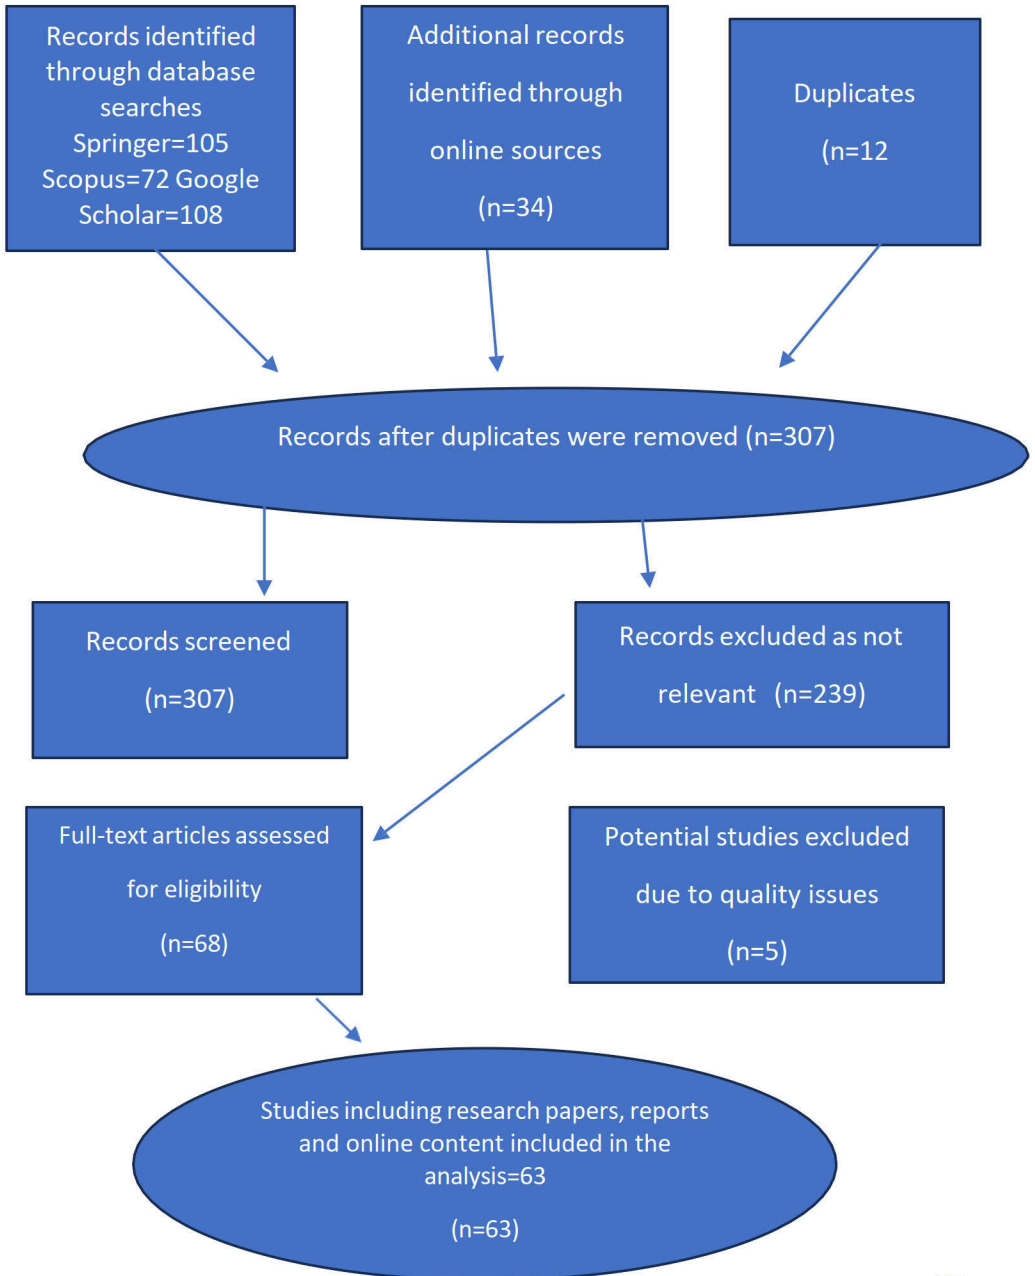 Records identified
through database
searches
Springer=105
Scopus=72 Google
Scholar=108
Additional records
identified through
online sources
(n=34)
Duplicates
(n=12
Records after duplicates were removed (n=307)
Records screened
(n=307)
Records excluded as not
relevant (n=239)
Full-text articles assessed
for eligibility
(n=68)
Potential studies excluded
due to quality issues
(n=5)
Studies including research papers, reports
and online content included in the
analysis=63
(n=63)